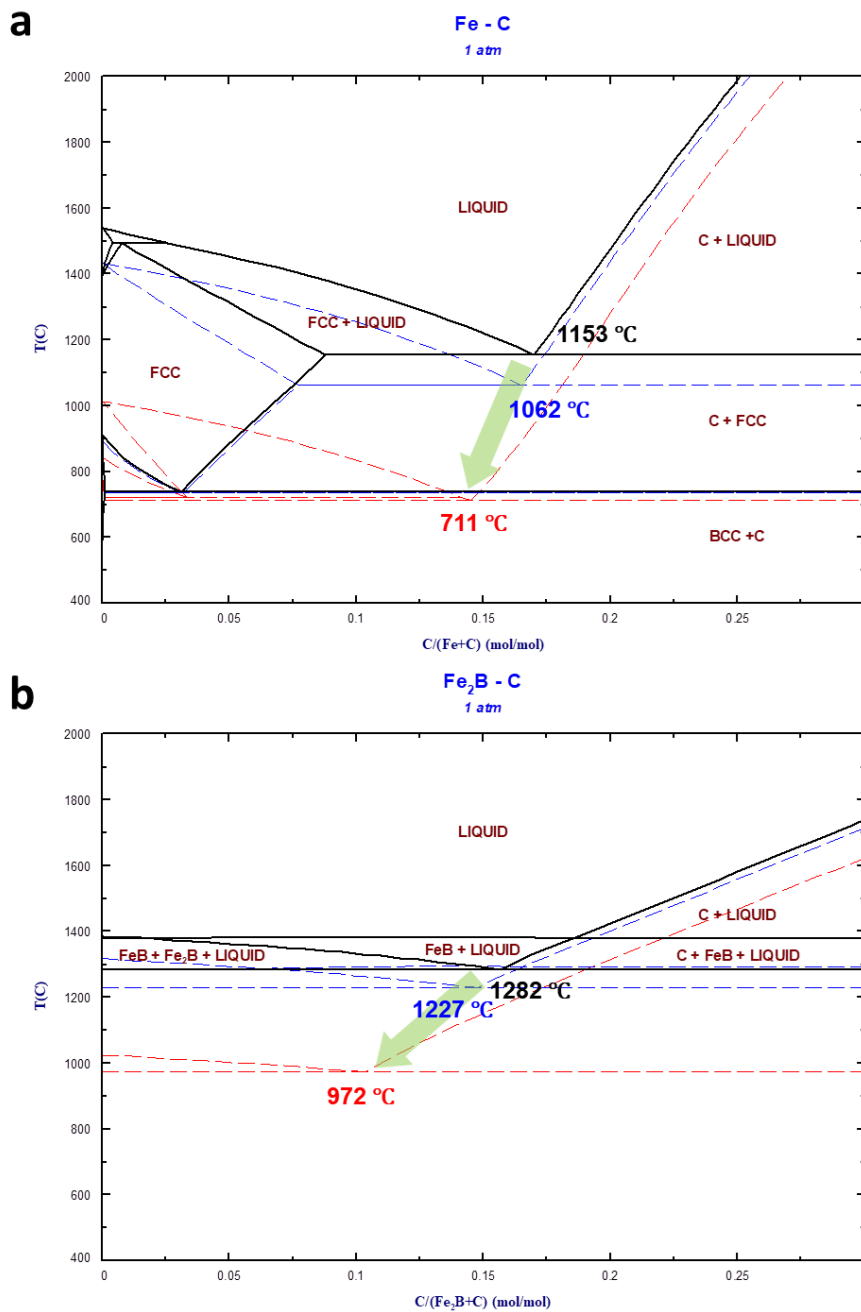 a
Fe - C
1 atm
2000
1800
1600
1400
1200
1000
800
600
400
T(C)
LIQUID
C + LIQUID
FCC + LIQUID
1153 ℃
FCC
1062 ℃
C + FCC
711 ℃
BCC +C
0 0.05 0.1 0.15 0.2 0.25
C/(Fe+C) (mol/mol)
b
Fe₂B - C
1 atm
2000
1800
1600
1400
1200
1000
800
600
400
T(C)
LIQUID
C + LIQUID
FeB + Fe₂B + LIQUID
FeB + LIQUID
C + FeB + LIQUID
1282 ℃
1227 ℃
972 ℃
0 0.05 0.1 0.15 0.2 0.25
C/(Fe₂B+C) (mol/mol)